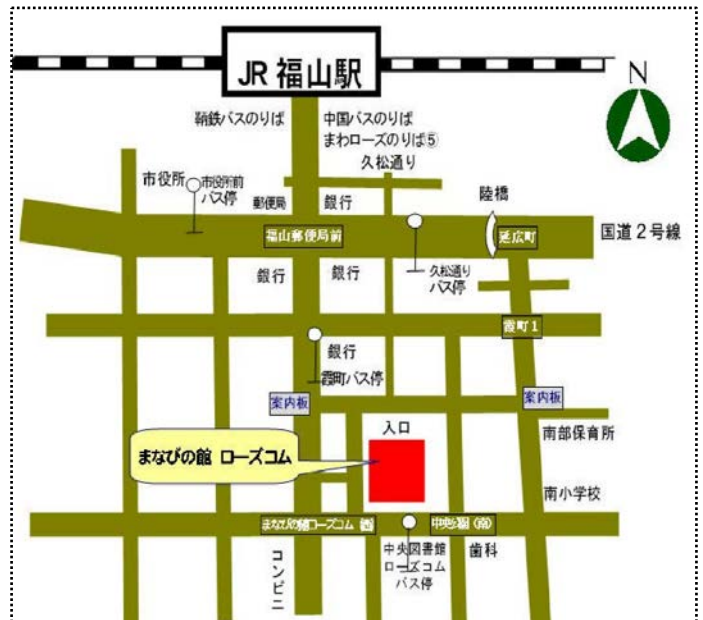 JR福山駅
N
鞆鉄バスのりば
中国バスのりば
まわローズのりば⑤
久松通り
市役所
市役所前
バス停
郵便局
銀行
陸橋
福山郵便局前
延広町
国道2号線
銀行
銀行
久松通り
バス停
霞町1
銀行
霞町バス停
案内板
案内板
入口
南部保育所
まなびの館 ローズコム
南小学校
まなびの館ローズコム 西
中央公園(南)
中央図書館
ローズコム
バス停
歯科
コンビニ